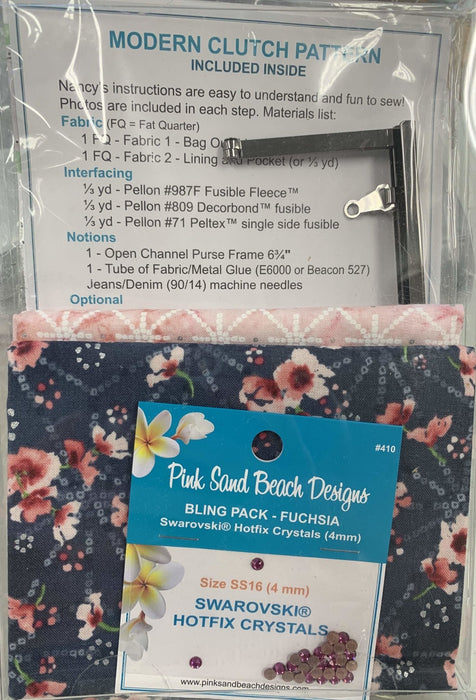 MODERN CLUTCH PATTERN
INCLUDED INSIDE
Nancy's instructions are easy to understand and fun to sew!
Photos are included in each step. Materials list:
Fabric (FQ = Fat Quarter)
1 FQ - Fabric 1 - Bag
1 FQ - Fabric 2 - Lining and Pocket (or ⅓ yd)
Interfacing
⅓ yd - Pellon #987F Fusible Fleece™
⅓ yd - Pellon #809 Decorbond™ fusible
⅓ yd - Pellon #71 Peltex™ single side fusible
Notions
1 - Open Channel Purse Frame 6¾"
1 - Tube of Fabric/Metal Glue (E6000 or Beacon 527)
Jeans/Denim (90/14) machine needles
Optional
#410
Pink Sand Beach Designs
BLING PACK - FUCHSIA
Swarovski® Hotfix Crystals (4mm)
Size SS16 (4 mm)
SWAROVSKI®
HOTFIX CRYSTALS
www.pinksandbeachdesigns.com